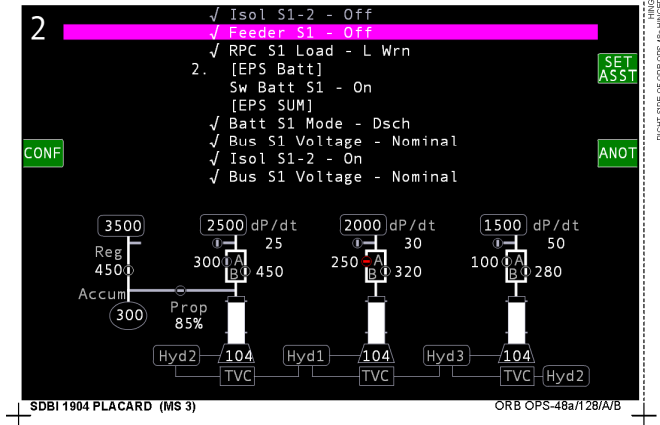 √ Isol S1-2 - Off
2
√ Feeder S1 - Off
√ RPC S1 Load - L Wrn
2. [EPS Batt]
SET
ASST
Sw Batt S1 - On
[EPS SUM]
√ Batt S1 Mode - Dsch
√ Bus S1 Voltage - Nominal
CONF
ANOT
√ Isol S1-2 - On
√ Bus S1 Voltage - Nominal
3500 2500 dP/dt 2000 dP/dt 1500 dP/dt
25 30 50
Reg
450 300 A B 450 250 A B 320 100 A B 280
Accum
300
Prop
85%
Hyd2 104 Hyd1 104 Hyd3 104
TVC TVC TVC Hyd2
SDBI 1904 PLACARD (MS 3) ORB OPS-48a/128/A/B
HING